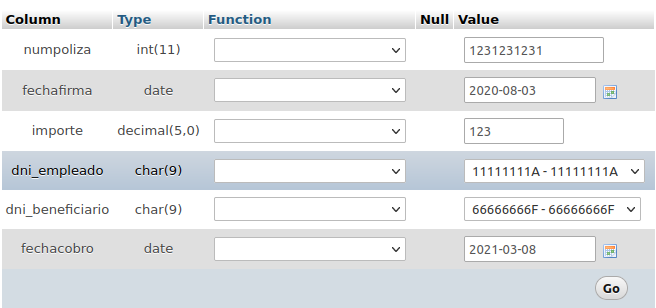 Column Type Function Null Value
numpoliza int(11) 1231231231
fechafirma date 2020-08-03
importe decimal(5,0) 123
dni_empleado char(9) 11111111A - 11111111A
dni_beneficiario char(9) 66666666F - 66666666F
fechacobro date 2021-03-08
Go